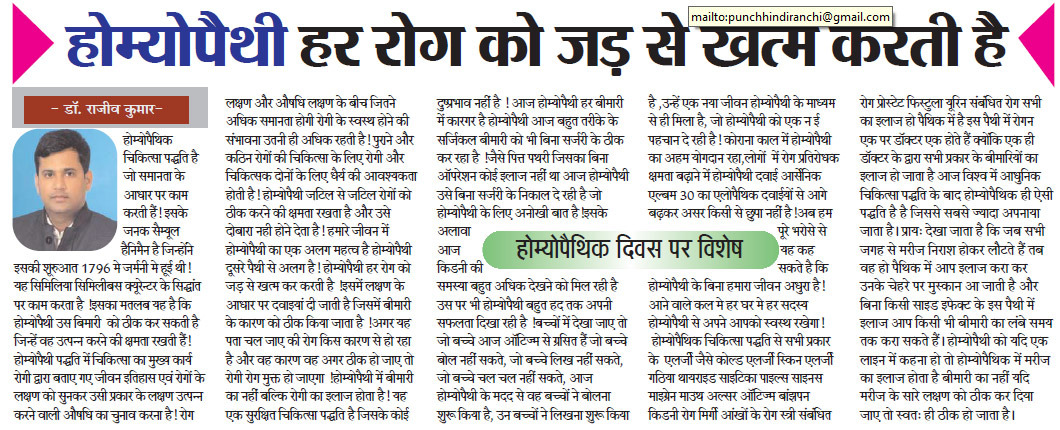 mailto:punchhindiranchi@gmail.com
होम्योपैथी हर रोग को जड़ से खत्म करती है
- डॉ. राजीव कुमार-
होम्योपैथिक
चिकित्सा पद्धति है
जो समानता के
आधार पर काम
करती हैं! इसके
जनक सैम्यूल
हैनिमैन है जिन्होंने
इसकी शुरुआत 1796 मे जर्मनी मे हुई थी !
यह सिमिलिया सिमिलीबस क्यूरेन्टर के सिद्धांत
पर काम करता है !इसका मतलब यह है कि
होम्योपैथी उस बिमारी को ठीक कर सकती है
जिन्हें वह उत्पन्न करने की क्षमता रखती हैं!
होम्योपैथी पद्धति में चिकित्सा का मुख्य कार्य
रोगी द्वारा बताए गए जीवन इतिहास एवं रोगों के
लक्षण को सुनकर उसी प्रकार के लक्षण उत्पन्न
करने वाली औषधि का चुनाव करना है! रोग
लक्षण और औषधि लक्षण के बीच जितने
अधिक समानता होगी रोगी के स्वस्थ होने की
संभावना उतनी ही अधिक रहती है ! पुराने और
कठिन रोगों की चिकित्सा के लिए रोगी और
चिकित्सक दोनों के लिए धैर्य की आवश्यकता
होती है! होम्योपैथी जटिल से जटिल रोगों को
ठीक करने की क्षमता रखता है और उसे
दोबारा नही होने देता है ! हमारे जीवन में
होम्योपैथी का एक अलग महत्व है होम्योपैथी
दूसरे पैथी से अलग है! होम्योपैथी हर रोग को
जड़ से खत्म कर करती है !इसमें लक्षण के
आधार पर दवाइयां दी जाती है जिसमें बीमारी
के कारण को ठीक किया जाता है !अगर यह
पता चल जाए की रोग किस कारण से हो रहा
है और वह कारण वह अगर ठीक हो जाए तो
रोगी रोग मुक्त हो जाएगा !होम्योपैथी में बीमारी
का नहीं बल्कि रोगी का इलाज होता है ! यह
एक सुरक्षित चिकित्सा पद्धति है जिसके कोई
दुष्प्रभाव नहीं है ! आज होम्योपैथी हर बीमारी
में कारगर है होम्योपैथी आज बहुत तरीके के
सर्जिकल बीमारी को भी बिना सर्जरी के ठीक
कर रहा है !जैसे पित्त पथरी जिसका बिना
ऑपरेशन कोई इलाज नहीं था आज होम्योपैथी
उसे बिना सर्जरी के निकाल दे रही है जो
होम्योपैथी के लिए अनोखी बात है !इसके
अलावा
आज
किडनी की
समस्या बहुत अधिक देखने को मिल रही है
उस पर भी होम्योपैथी बहुत हद तक अपनी
सफलता दिखा रही है !बच्चों में देखा जाए तो
जो बच्चे आज ऑटिज्म से ग्रसित हैं जो बच्चे
बोल नहीं सकते, जो बच्चे लिख नहीं सकते,
जो बच्चे चल चल नहीं सकते, आज
होम्योपैथी के मदद से वह बच्चों ने बोलना
शुरू किया है, उन बच्चों ने लिखना शुरू किया
होम्योपैथिक दिवस पर विशेष
है ,उन्हें एक नया जीवन होम्योपैथी के माध्यम
से ही मिला है, जो होम्योपैथी को एक न ई
पहचान दे रही है ! कोराना काल में होम्योपैथी
का अहम योगदान रहा,लोगों में रोग प्रतिरोधक
क्षमता बढ़ाने में होम्योपैथी दवाई आर्सेनिक
एल्बम 30 का एलोपैथिक दवाईयों से आगे
बढ़कर असर किसी से छुपा नहीं है !अब हम
पूरे भरोसे से
यह कह
सकते है कि
होम्योपैथी के बिना हमारा जीवन अधुरा है!
आने वाले कल मे हर घर मे हर सदस्य
होम्योपैथी से अपने आपको स्वस्थ रखेगा !
होम्योपैथिक चिकित्सा पद्धति से सभी प्रकार
के एलर्जी जैसे कोल्ड एलर्जी स्किन एलर्जी
गठिया थायराइड साइटिका पाइल्स साइनस
माइग्रेन माउथ अल्सर ऑटिज्म बांझपन
किडनी रोग मिर्गी आंखों के रोग स्त्री संबंधित
रोग प्रोस्टेट फिस्टुला यूरिन संबंधित रोग सभी
का इलाज हो पैथिक में है इस पैथी में रोगन
एक पर डॉक्टर एक होते हैं क्योंकि एक ही
डॉक्टर के द्वारा सभी प्रकार के बीमारियों का
इलाज हो जाता है आज विश्व में आधुनिक
चिकित्सा पद्धति के बाद होम्योपैथिक ही ऐसी
पद्धति है जिससे सबसे ज्यादा अपनाया
जाता है। प्रायः देखा जाता है कि जब सभी
जगह से मरीज निराश होकर लौटते हैं तब
वह हो पैथिक में आप इलाज करा कर
उनके चेहरे पर मुस्कान आ जाती है और
बिना किसी साइड इफेक्ट के इस पैथी में
इलाज आप किसी भी बीमारी का लंबे समय
तक करा सकते हैं। होम्योपैथी को यदि एक
लाइन में कहना हो तो होम्योपैथिक में मरीज
का इलाज होता है बीमारी का नहीं यदि
मरीज के सारे लक्षण को ठीक कर दिया
जाए तो स्वतः ही ठीक हो जाता है।